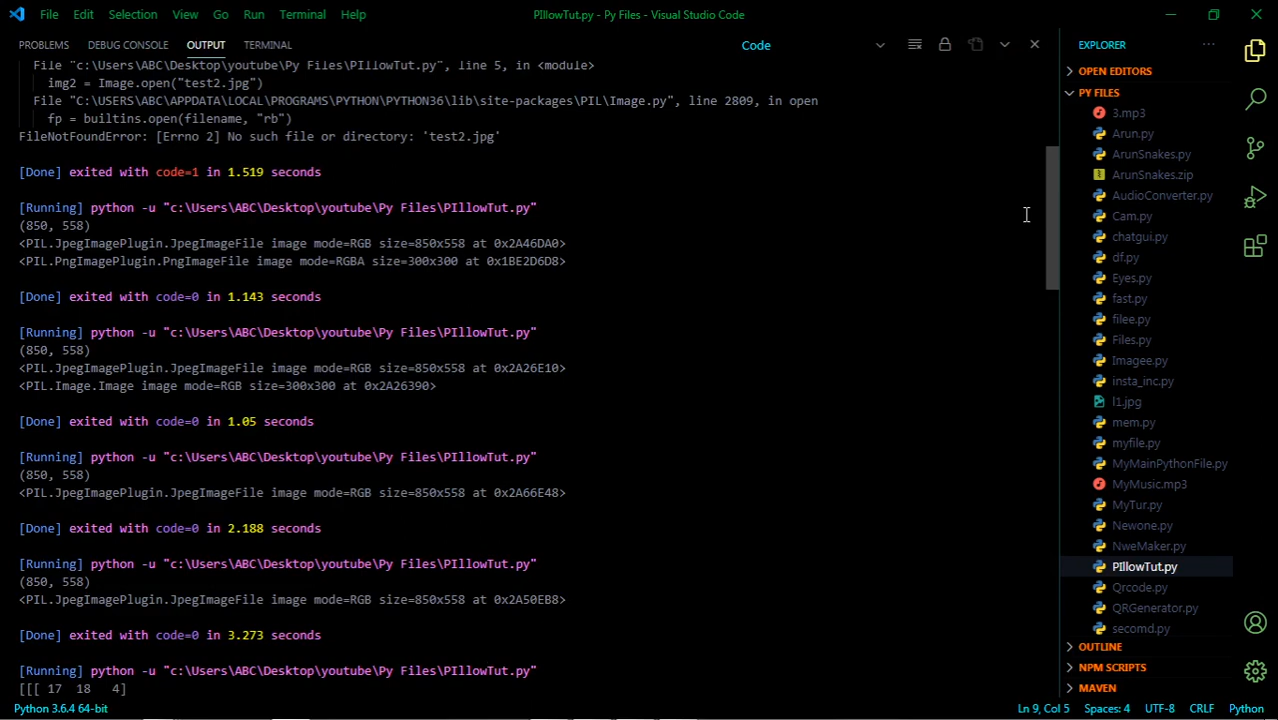 File Edit Selection View Go Run Terminal Help PIllowTut.py - Py Files - Visual Studio Code
PROBLEMS DEBUG CONSOLE OUTPUT TERMINAL Code
File "c:\Users\ABC\Desktop\youtube\Py Files\PIllowTut.py", line 5, in <module>
img2 = Image.open("test2.jpg")
File "C:\USERS\ABC\APPDATA\LOCAL\PROGRAMS\PYTHON\PYTHON36\lib\site-packages\PIL\Image.py", line 2809, in open
fp = builtins.open(filename, "rb")
FileNotFoundError: [Errno 2] No such file or directory: 'test2.jpg'
[Done] exited with code=1 in 1.519 seconds
[Running] python -u "c:\Users\ABC\Desktop\youtube\Py Files\PIllowTut.py"
(850, 558)
<PIL.JpegImagePlugin.JpegImageFile image mode=RGB size=850x558 at 0x2A46DA0>
<PIL.PngImagePlugin.PngImageFile image mode=RGBA size=300x300 at 0x1BE2D6D8>
[Done] exited with code=0 in 1.143 seconds
[Running] python -u "c:\Users\ABC\Desktop\youtube\Py Files\PIllowTut.py"
(850, 558)
<PIL.JpegImagePlugin.JpegImageFile image mode=RGB size=850x558 at 0x2A26E10>
<PIL.Image.Image image mode=RGB size=300x300 at 0x2A26390>
[Done] exited with code=0 in 1.05 seconds
[Running] python -u "c:\Users\ABC\Desktop\youtube\Py Files\PIllowTut.py"
(850, 558)
<PIL.JpegImagePlugin.JpegImageFile image mode=RGB size=850x558 at 0x2A66E48>
[Done] exited with code=0 in 2.188 seconds
[Running] python -u "c:\Users\ABC\Desktop\youtube\Py Files\PIllowTut.py"
(850, 558)
<PIL.JpegImagePlugin.JpegImageFile image mode=RGB size=850x558 at 0x2A50EB8>
[Done] exited with code=0 in 3.273 seconds
[Running] python -u "c:\Users\ABC\Desktop\youtube\Py Files\PIllowTut.py"
[[[ 17 18 4]
EXPLORER
OPEN EDITORS
PY FILES
3.mp3
Arun.py
ArunSnakes.py
ArunSnakes.zip
AudioConverter.py
Cam.py
chatgui.py
df.py
Eyes.py
fast.py
filee.py
Files.py
Imagee.py
insta_inc.py
l1.jpg
mem.py
myfile.py
MyMainPythonFile.py
MyMusic.mp3
MyTur.py
Newone.py
NweMaker.py
PIllowTut.py
Qrcode.py
QRGenerator.py
secomd.py
OUTLINE
NPM SCRIPTS
MAVEN
Python 3.6.4 64-bit Ln 9, Col 5 Spaces: 4 UTF-8 CRLF Python